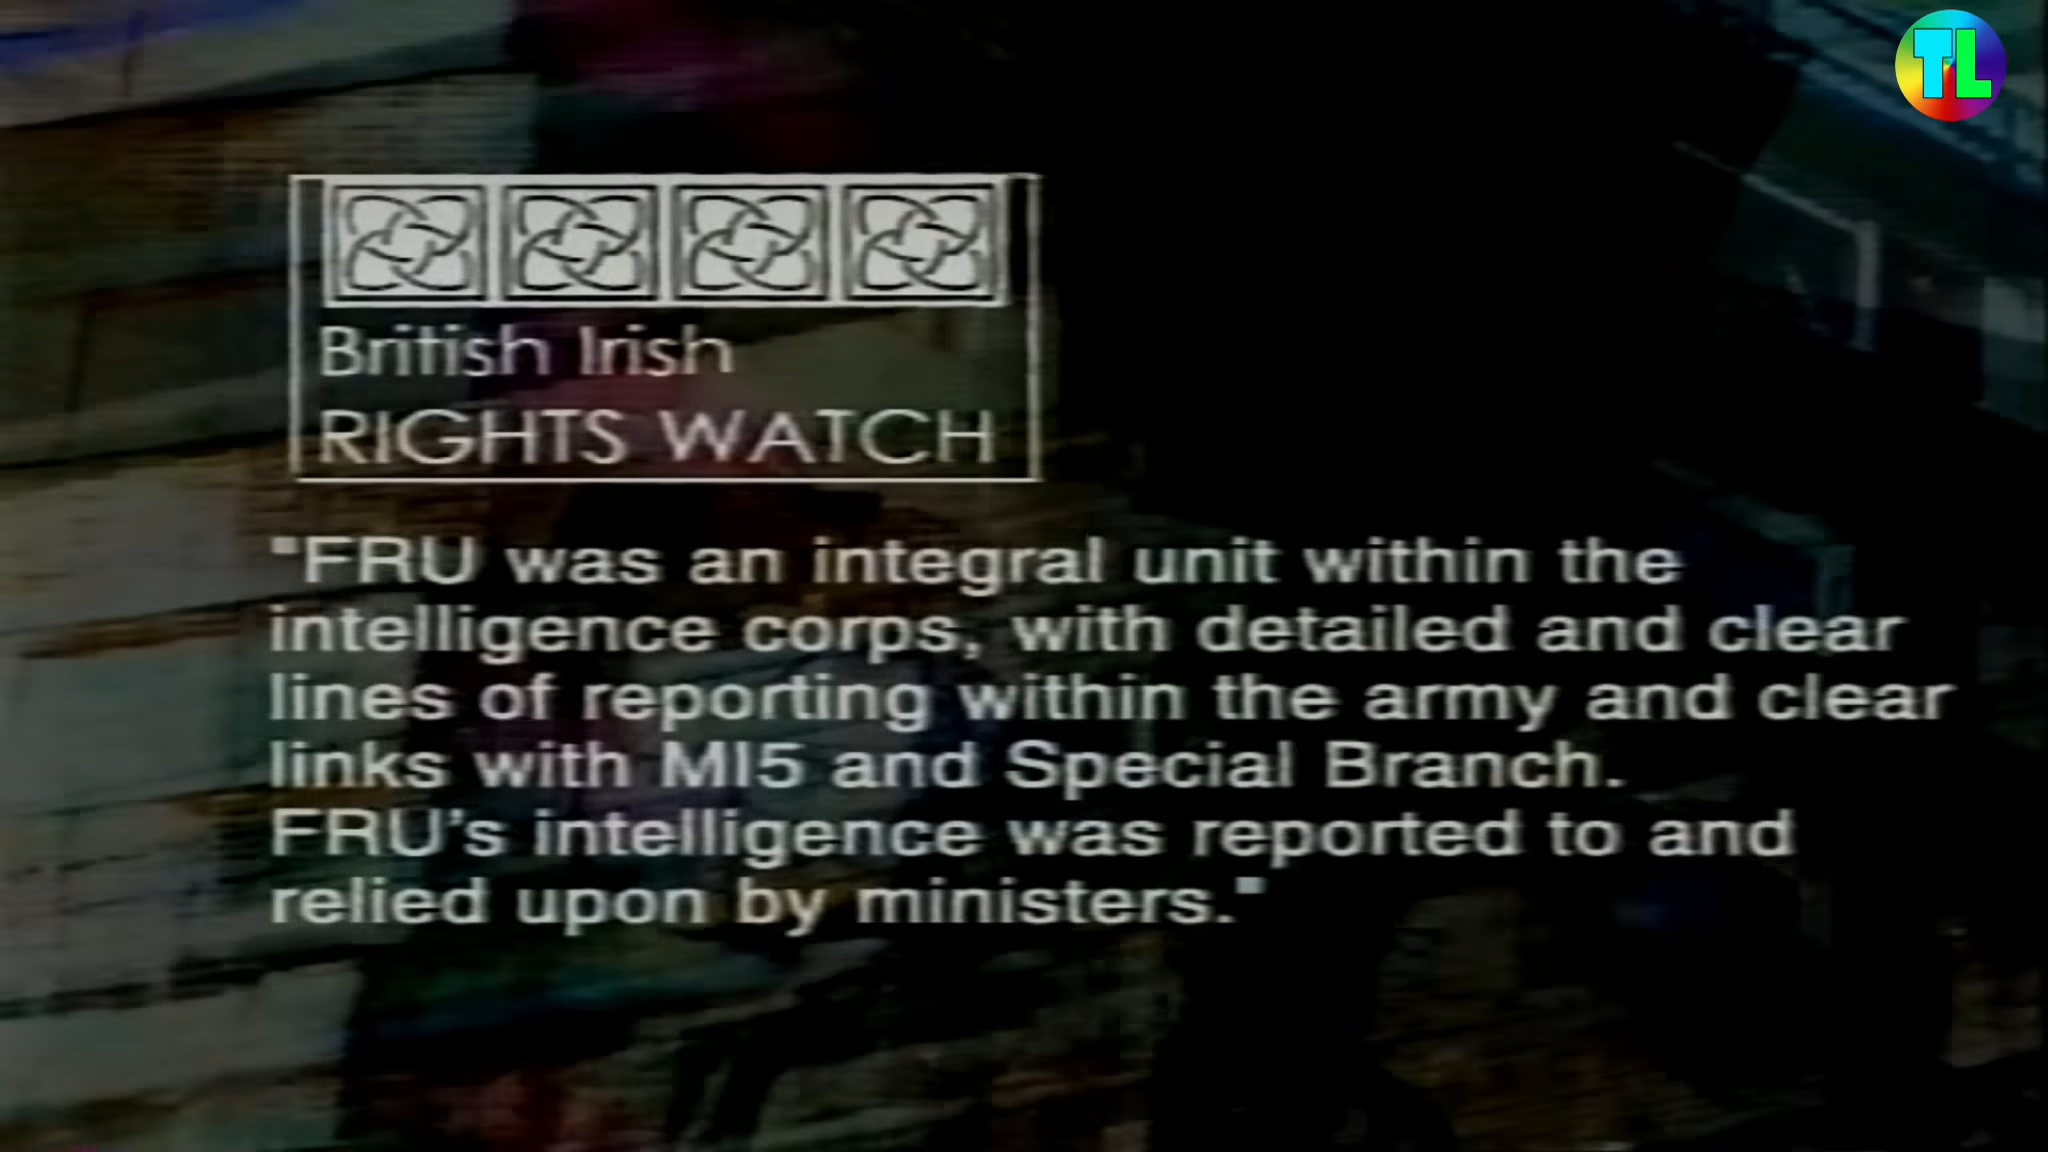 TL
British Irish
RIGHTS WATCH
"FRU was an integral unit within the
intelligence corps, with detailed and clear
lines of reporting within the army and clear
links with MI5 and Special Branch.
FRU's intelligence was reported to and
relied upon by ministers."